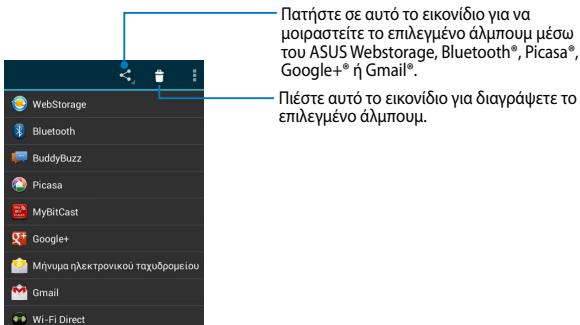 Πατήστε σε αυτό το εικονίδιο για να
μοιραστείτε το επιλεγμένο άλμπουμ μέσω
του ASUS Webstorage, Bluetooth®, Picasa®,
Google+® ή Gmail®.
Πιέστε αυτό το εικονίδιο για διαγράψετε το
επιλεγμένο άλμπουμ.
WebStorage
Bluetooth
BuddyBuzz
Picasa
MyBitCast
Google+
Μήνυμα ηλεκτρονικού ταχυδρομείου
Gmail
Wi-Fi Direct